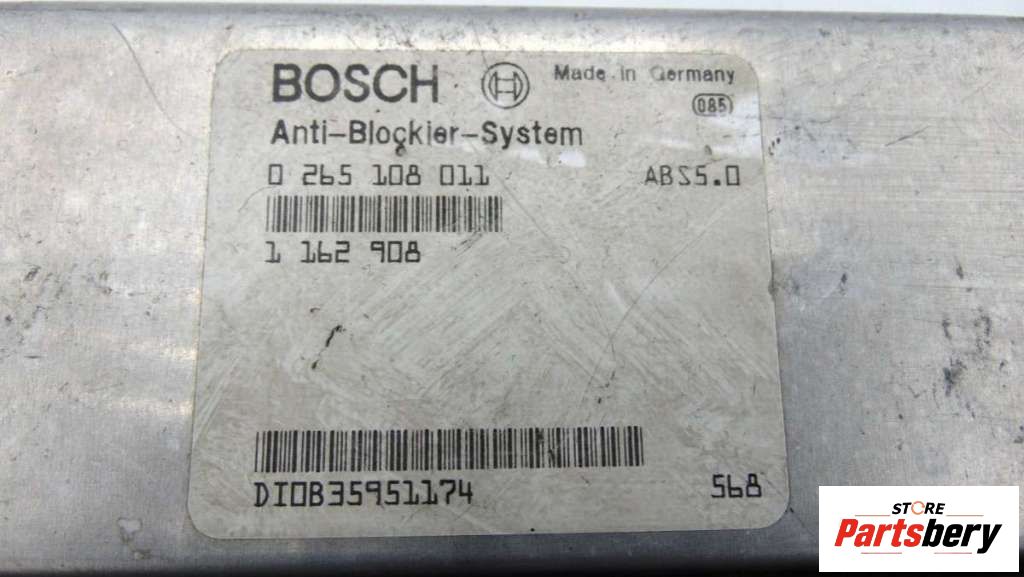 BOSCH Made in Germany
085
Anti-Blockier-System
0 265 108 011 ABS5.0
1 162 908
DIOB35951174 568
STORE
Partsbery